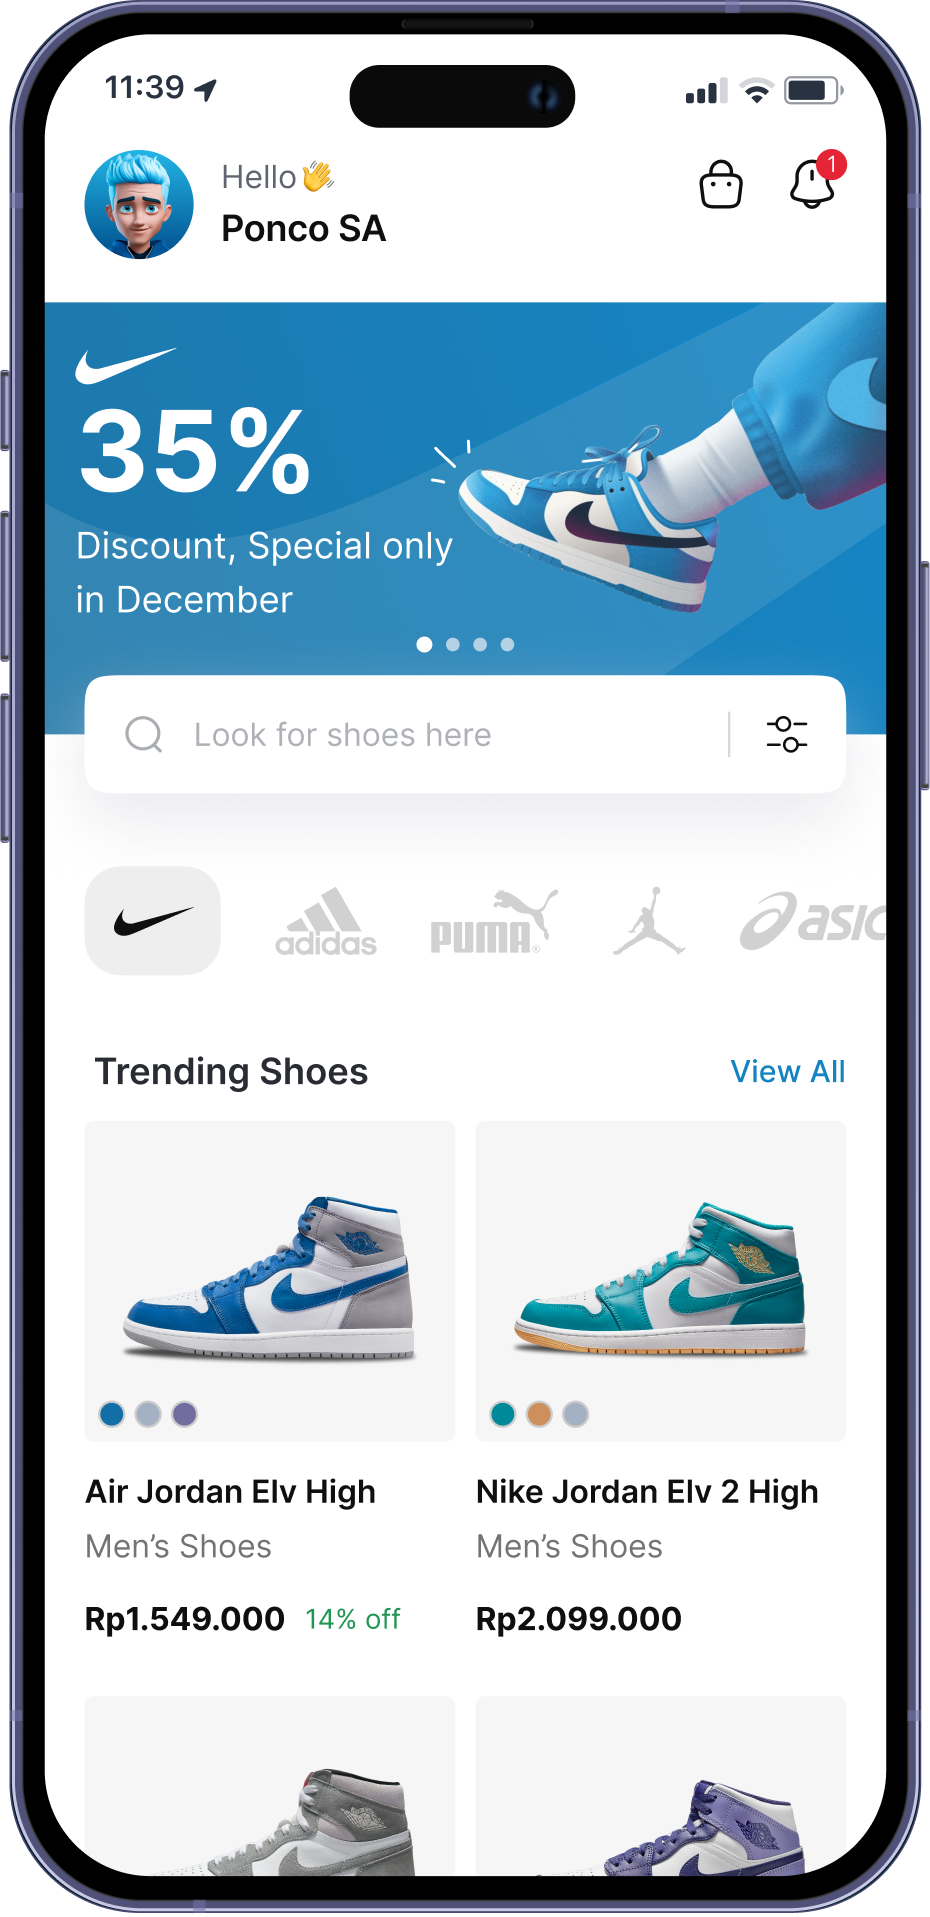 11:39
1
Hello👋
Ponco SA
35%
Discount, Special only
in December
Look for shoes here
adidas
PUMA®
asic
Trending Shoes
View All
Air Jordan Elv High
Men’s Shoes
Rp1.549.000 14% off
Nike Jordan Elv 2 High
Men’s Shoes
Rp2.099.000